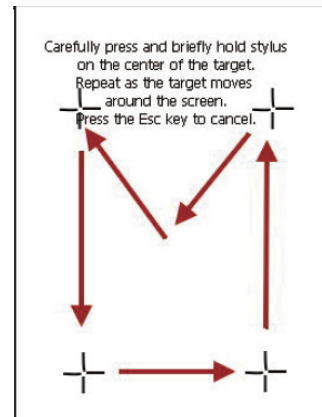 Carefully press and briefly hold stylus
on the center of the target.
Repeat as the target moves
around the screen.
Press the Esc key to cancel.